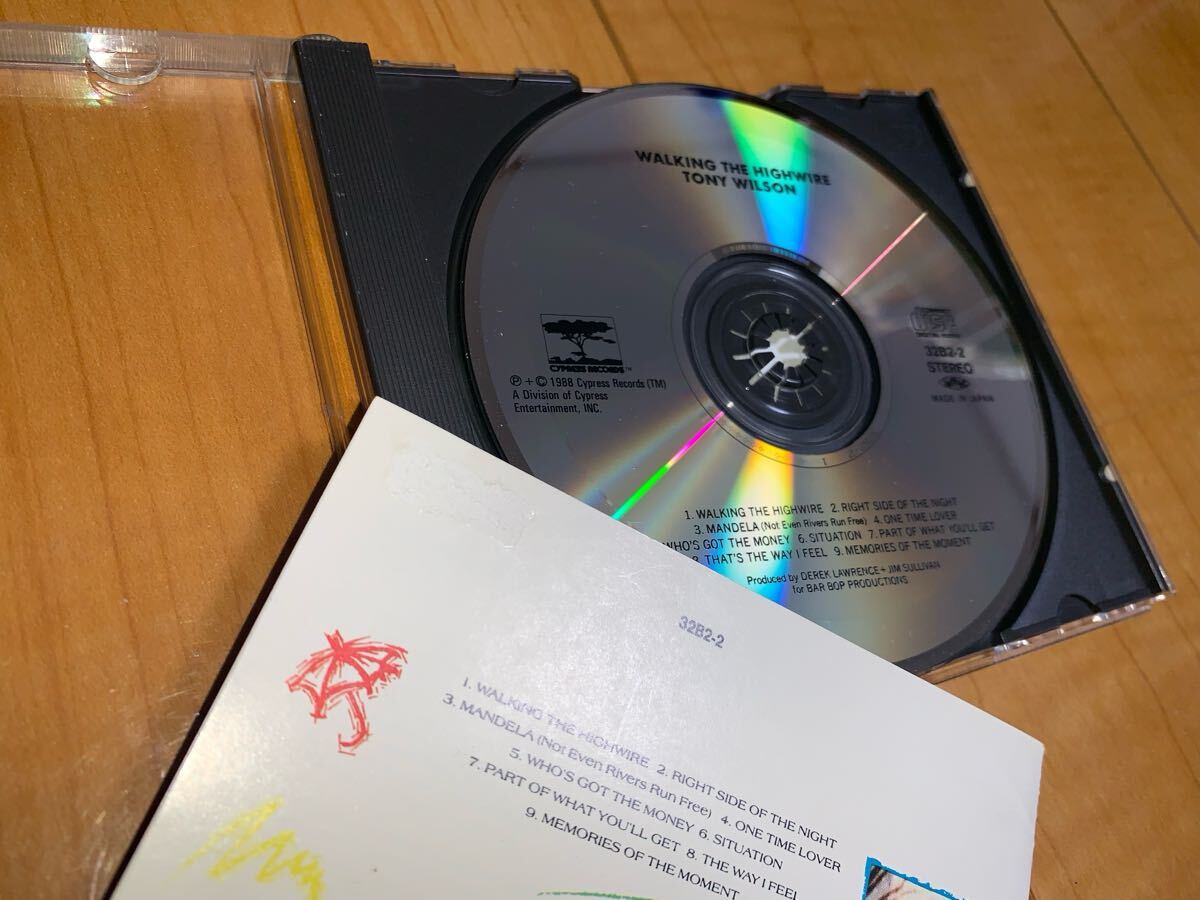 WALKING THE HIGHWIRE
TONY WILSON
CYPRESS RECORDS™
Ⓟ + © 1988 Cypress Records (TM)
A Division of Cypress
Entertainment, INC.
32B2-2
STEREO
MADE IN JAPAN
1. WALKING THE HIGHWIRE 2. RIGHT SIDE OF THE NIGHT
3. MANDELA (Not Even Rivers Run Free) 4. ONE TIME LOVER
WHO'S GOT THE MONEY 6. SITUATION 7. PART OF WHAT YOU'LL GET
8. THAT'S THE WAY I FEEL 9. MEMORIES OF THE MOMENT
Produced by DEREK LAWRENCE + JIM SULLIVAN
for BAR BOP PRODUCTIONS
32B2-2
1. WALKING THE HIGHWIRE 2. RIGHT SIDE OF THE NIGHT
3. MANDELA (Not Even Rivers Run Free) 4. ONE TIME LOVER
5. WHO'S GOT THE MONEY 6. SITUATION
7. PART OF WHAT YOU'LL GET 8. THE WAY I FEEL
9. MEMORIES OF THE MOMENT